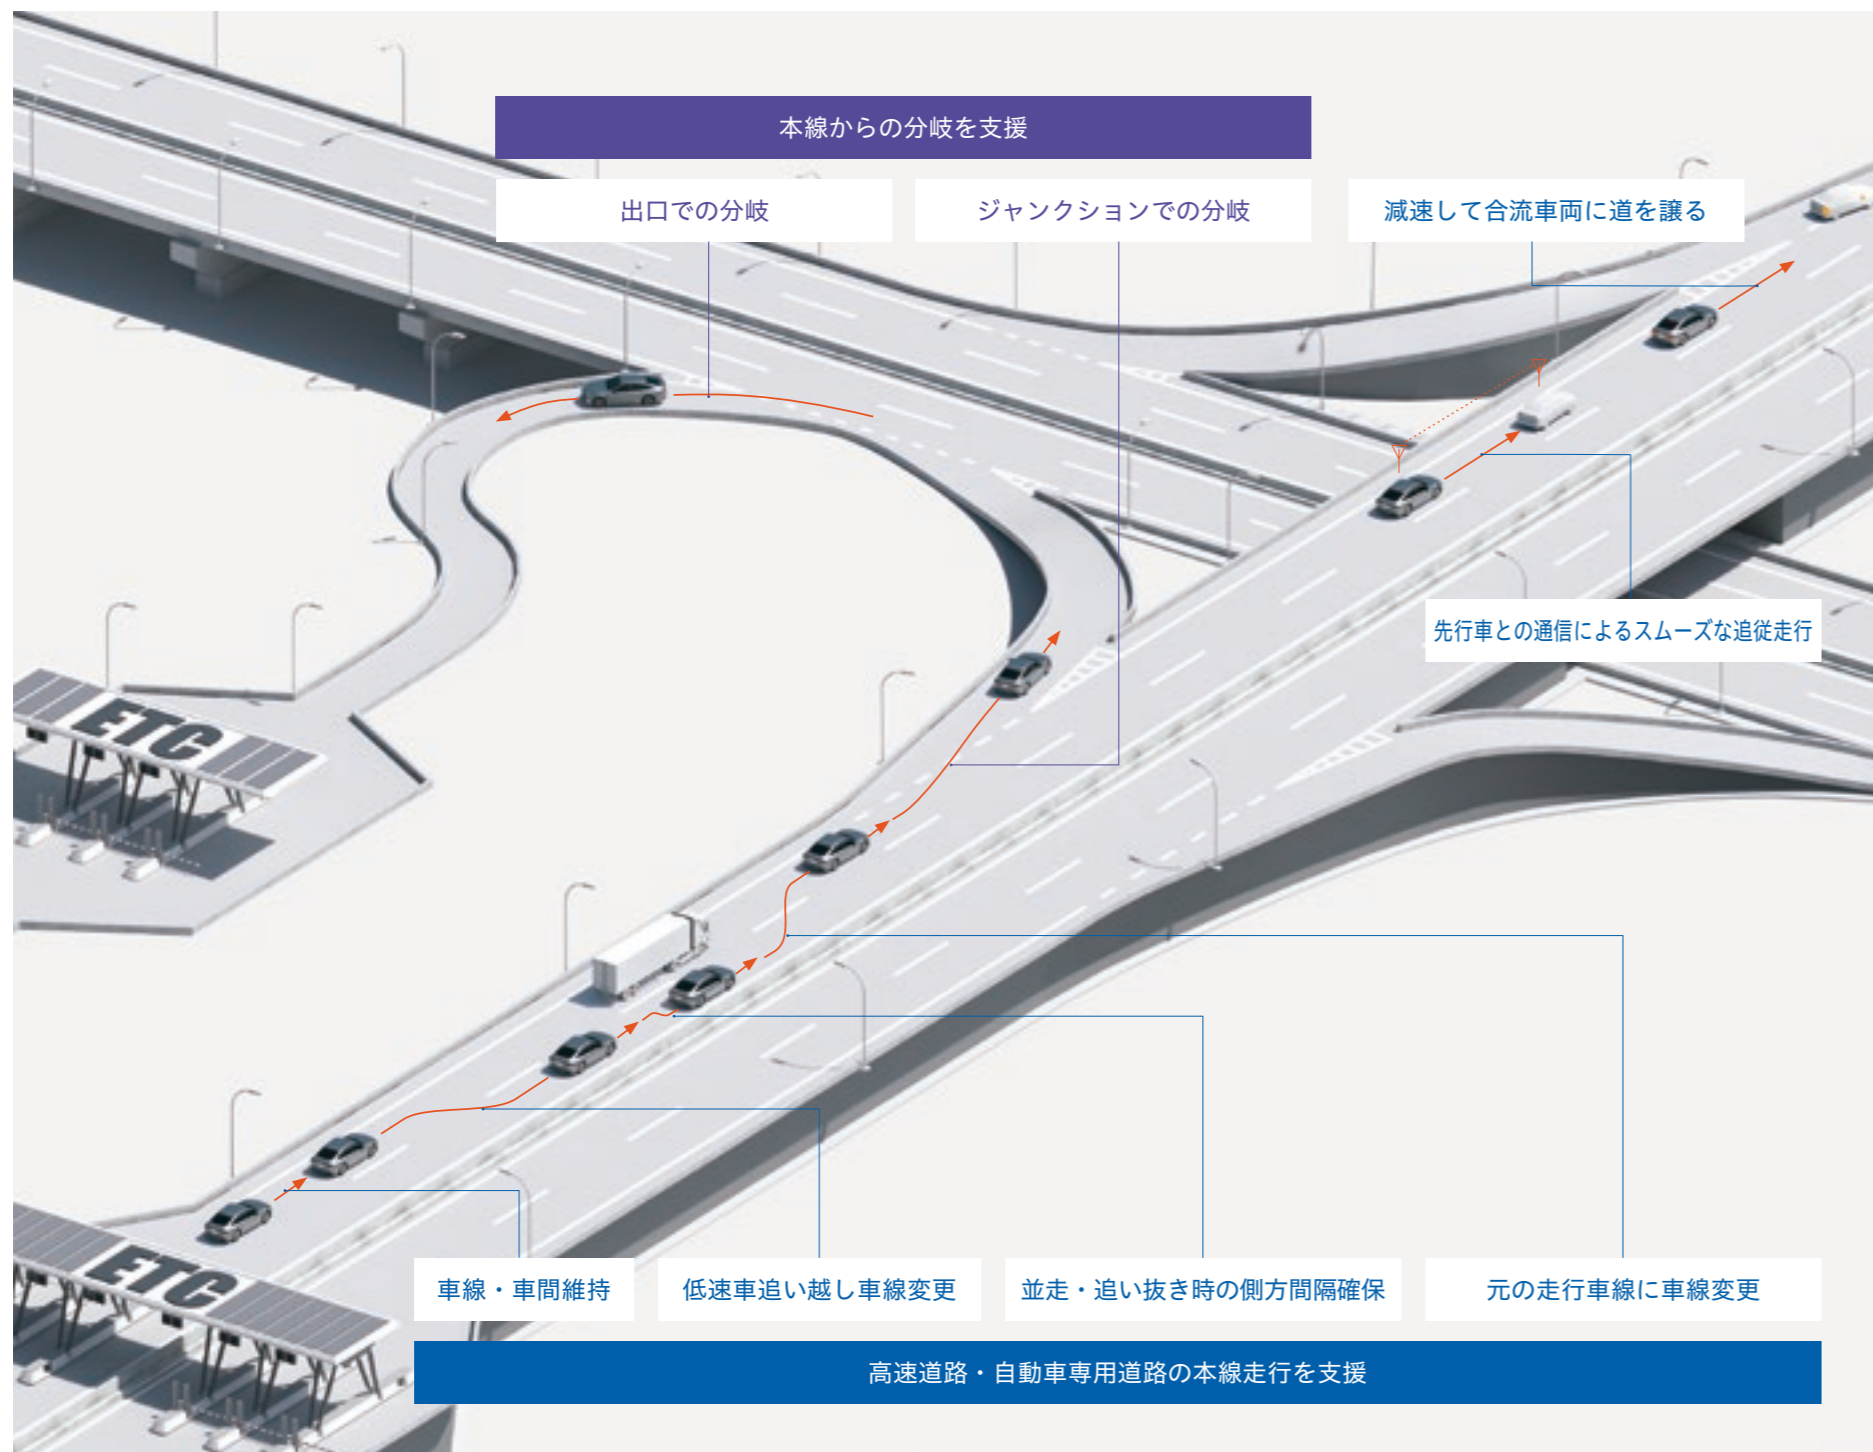 本線からの分岐を支援
出口での分岐
ジャンクションでの分岐
減速して合流車両に道を譲る
先行車との通信によるスムーズな追従走行
ETC
ETC
車線・車間維持
低速車追い越し車線変更
並走・追い抜き時の側方間隔確保
元の走行車線に車線変更
高速道路・自動車専用道路の本線走行を支援